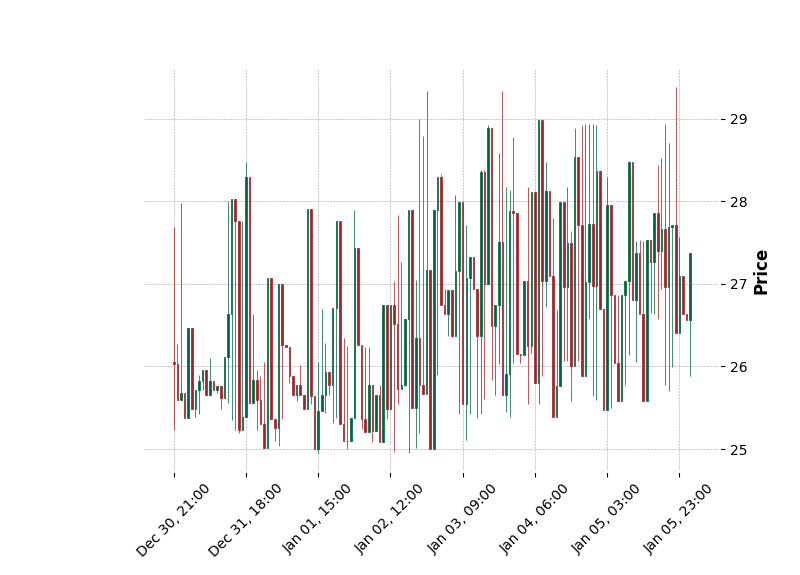 29
28
27
26
25
Price
Dec 30, 21:00
Dec 31, 18:00
Jan 01, 15:00
Jan 02, 12:00
Jan 03, 09:00
Jan 04, 06:00
Jan 05, 03:00
Jan 05, 23:00